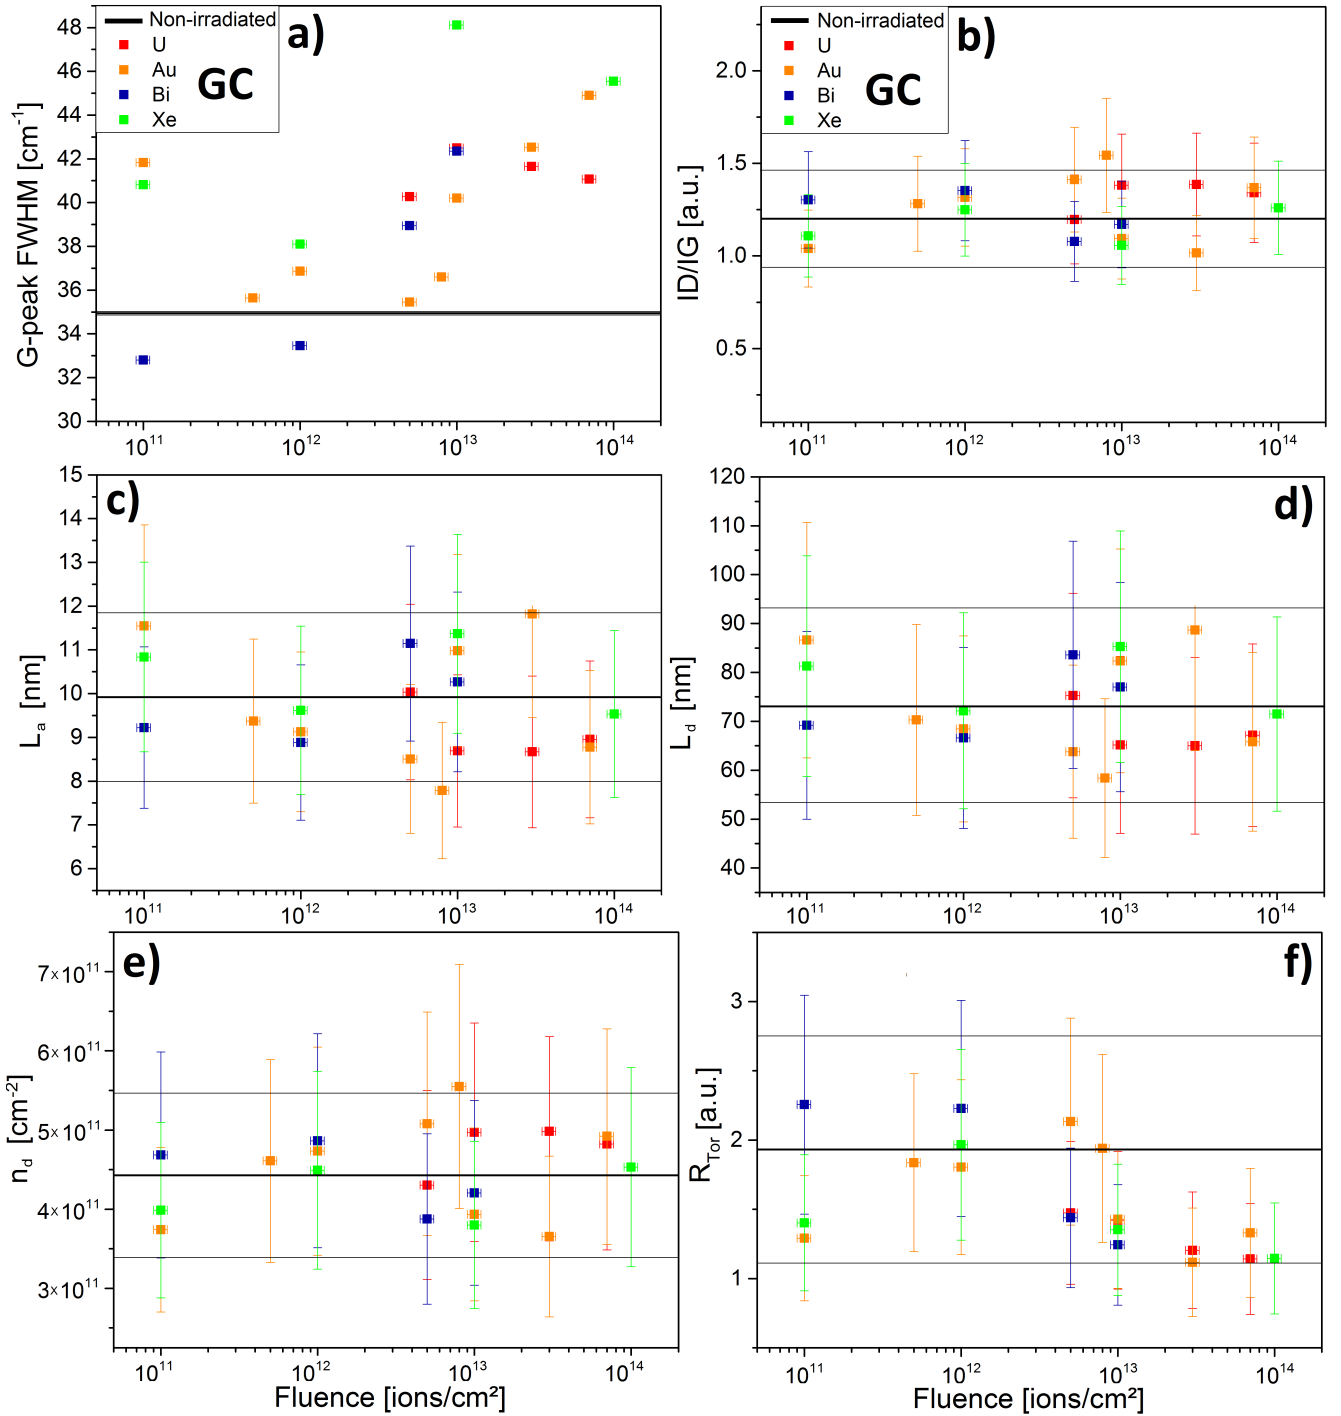 a)
GC
Non-irradiated
U
Au
Bi
Xe
G-peak FWHM [cm⁻¹]
48
46
44
42
40
38
36
34
32
30
10¹¹
10¹²
10¹³
10¹⁴
b)
GC
Non-irradiated
U
Au
Bi
Xe
ID/IG [a.u.]
2.0
1.5
1.0
0.5
10¹¹
10¹²
10¹³
10¹⁴
c)
Lₐ [nm]
15
14
13
12
11
10
9
8
7
6
10¹¹
10¹²
10¹³
10¹⁴
d)
L_d [nm]
120
110
100
90
80
70
60
50
40
10¹¹
10¹²
10¹³
10¹⁴
e)
n_d [cm⁻²]
7×10¹¹
6×10¹¹
5×10¹¹
4×10¹¹
3×10¹¹
10¹¹
10¹²
10¹³
10¹⁴
Fluence [ions/cm²]
f)
R_Tor [a.u.]
3
2
1
10¹¹
10¹²
10¹³
10¹⁴
Fluence [ions/cm²]